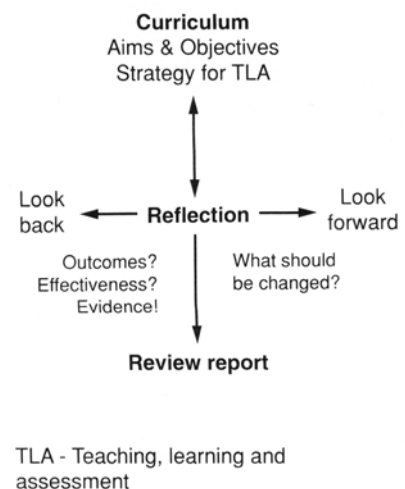 Curriculum
Aims & Objectives
Strategy for TLA
Look
back
Reflection
Look
forward
Outcomes?
Effectiveness?
Evidence!
What should
be changed?
Review report
TLA - Teaching, learning and
assessment